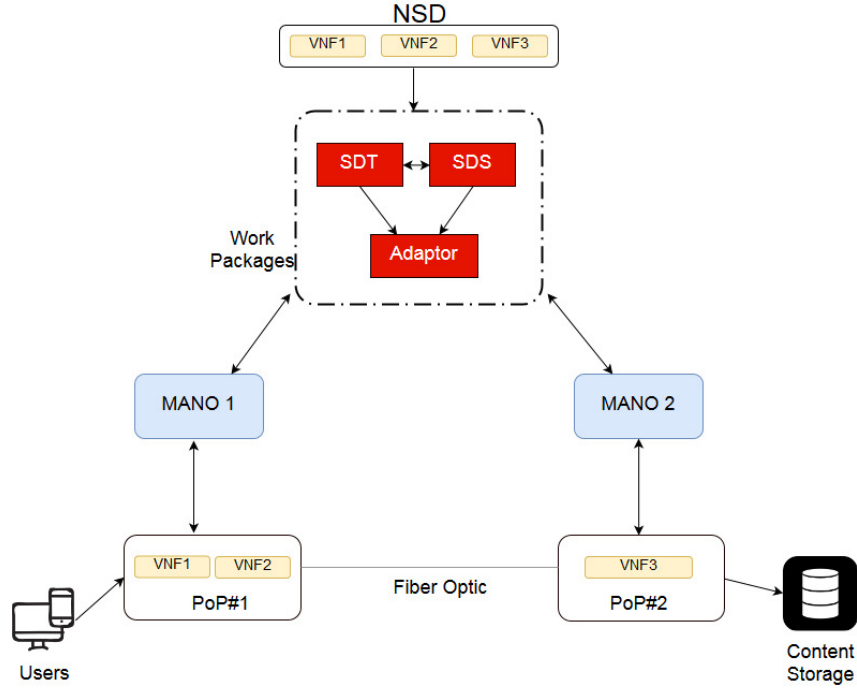 NSD
VNF1 VNF2 VNF3
SDT SDS
Adaptor
Work
Packages
MANO 1 MANO 2
VNF1 VNF2 VNF3
PoP#1 Fiber Optic PoP#2
Users
Content
Storage